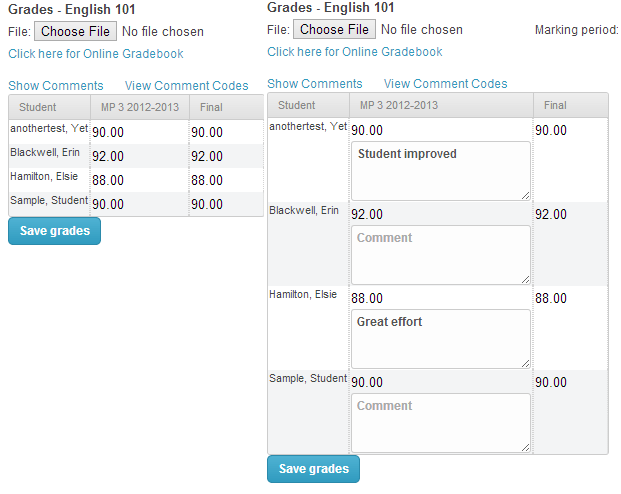 Grades - English 101
File: Choose File No file chosen
Click here for Online Gradebook
Show Comments View Comment Codes
Student MP 3 2012-2013 Final
anothertest, Yet 90.00 90.00
Blackwell, Erin 92.00 92.00
Hamilton, Elsie 88.00 88.00
Sample, Student 90.00 90.00
Save grades
Grades - English 101
File: Choose File No file chosen Marking period:
Click here for Online Gradebook
Show Comments View Comment Codes
Student MP 3 2012-2013 Final
anothertest, Yet 90.00 90.00
Student improved
Blackwell, Erin 92.00 92.00
Comment
Hamilton, Elsie 88.00 88.00
Great effort
Sample, Student 90.00 90.00
Comment
Save grades